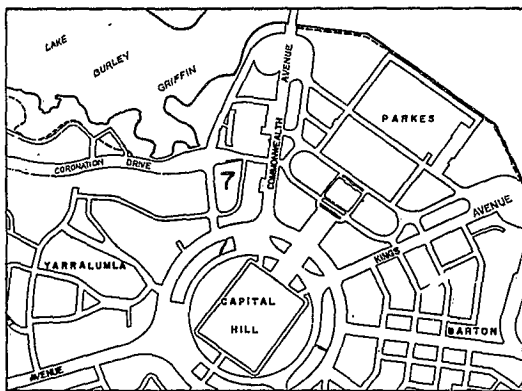 LAKE
BURLEY
GRIFFIN
COMMONWEALTH AVENUE
PARKES
CORONATION DRIVE
7
KINGS AVENUE
YARRALUMLA
CAPITAL
HILL
BARTON
AVENUE